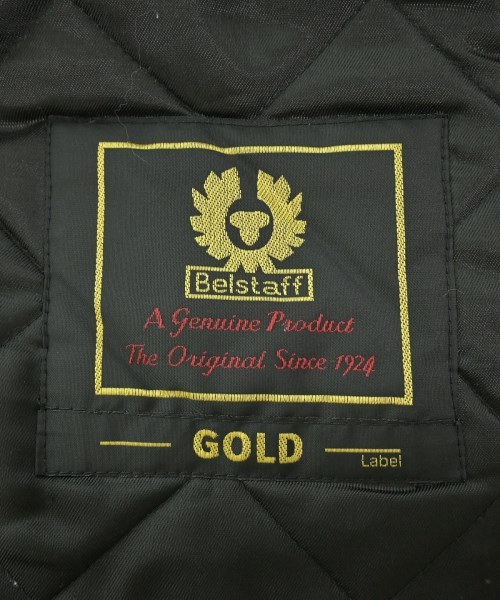 Belstaff
A Genuine Product
The Original Since 1924
GOLD
Label